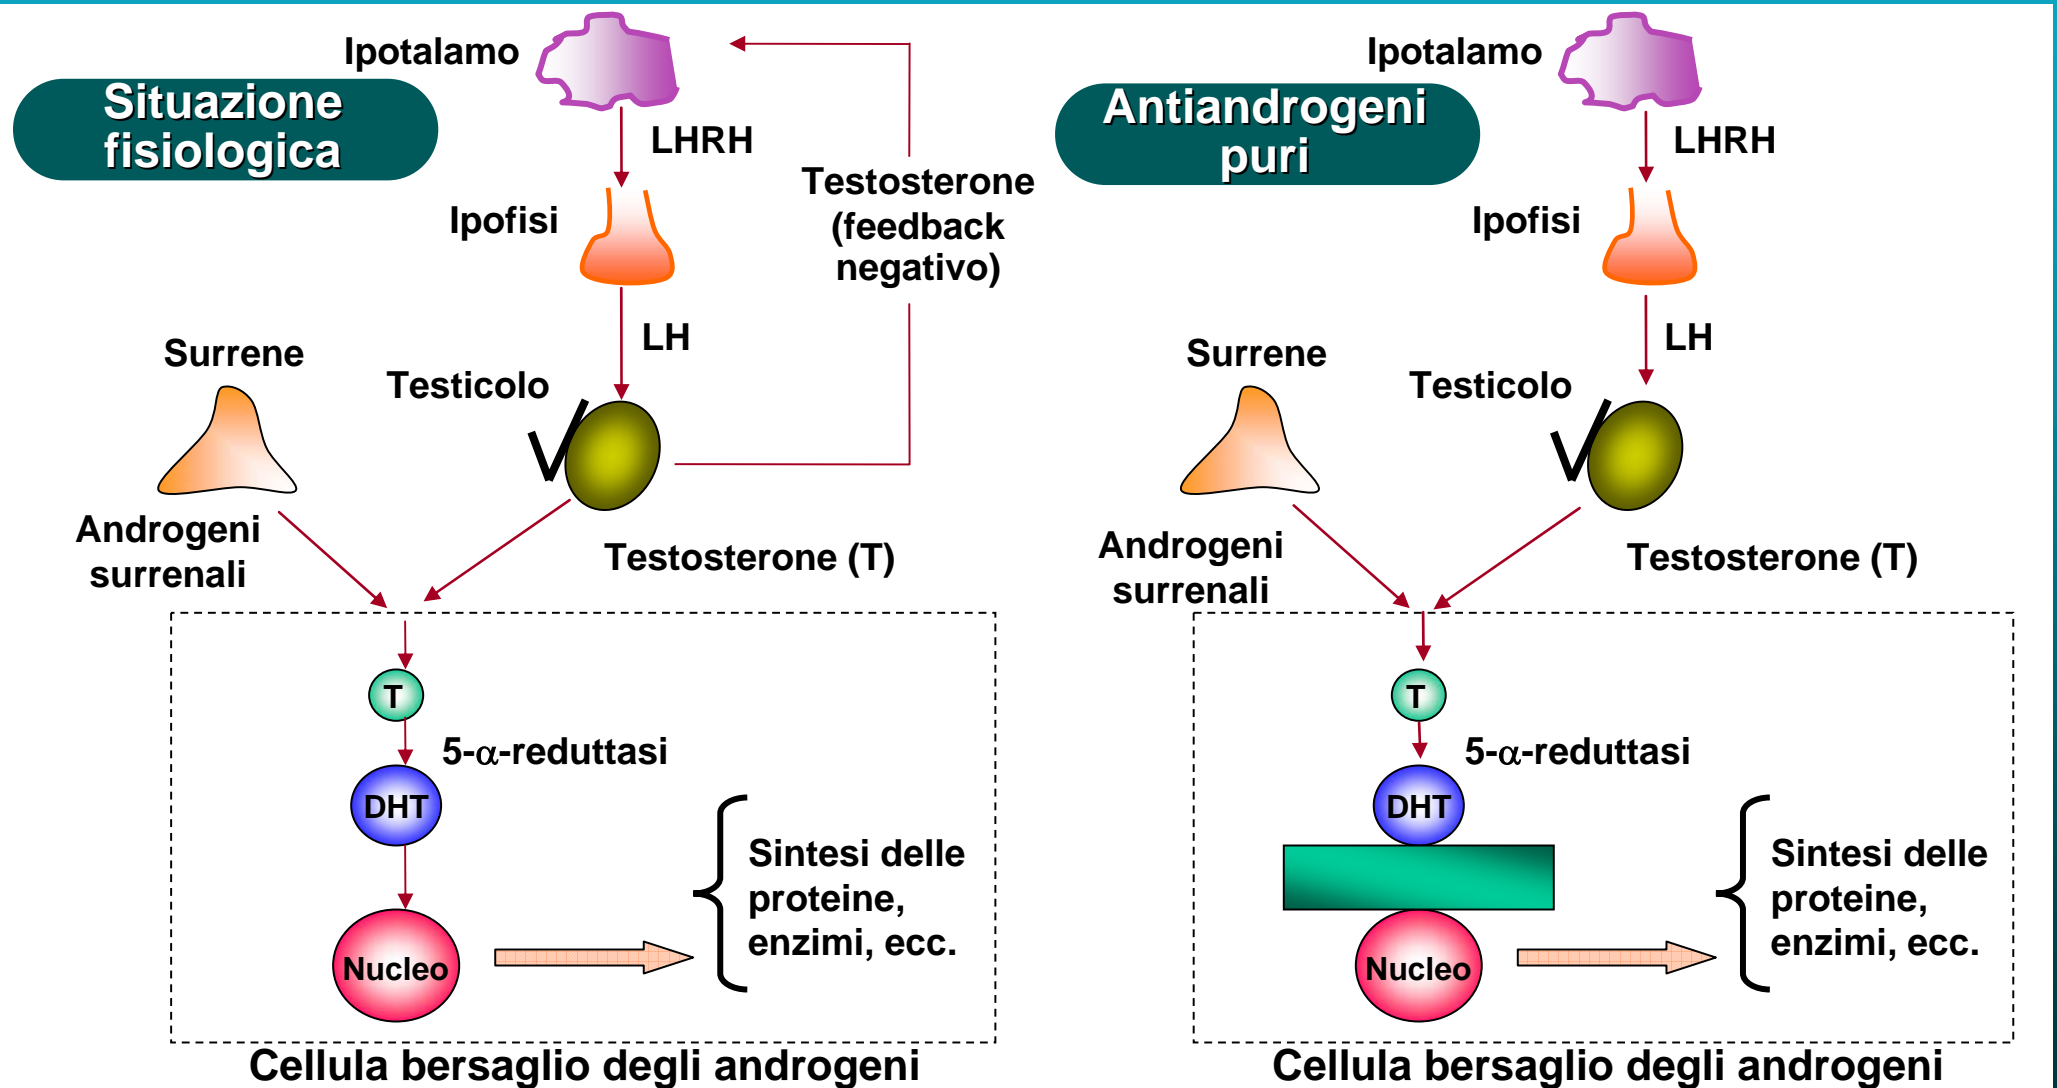 Ipotalamo
Situazione
fisiologica
LHRH
Testosterone
(feedback
negativo)
Ipofisi
LH
Surrene
Testicolo
Androgeni
surrenali
Testosterone (T)
T
5-α-reduttasi
DHT
Sintesi delle
proteine,
enzimi, ecc.
Nucleo
Cellula bersaglio degli androgeni
Ipotalamo
Antiandrogeni
puri
LHRH
Ipofisi
LH
Surrene
Testicolo
Androgeni
surrenali
Testosterone (T)
T
5-α-reduttasi
DHT
Sintesi delle
proteine,
enzimi, ecc.
Nucleo
Cellula bersaglio degli androgeni